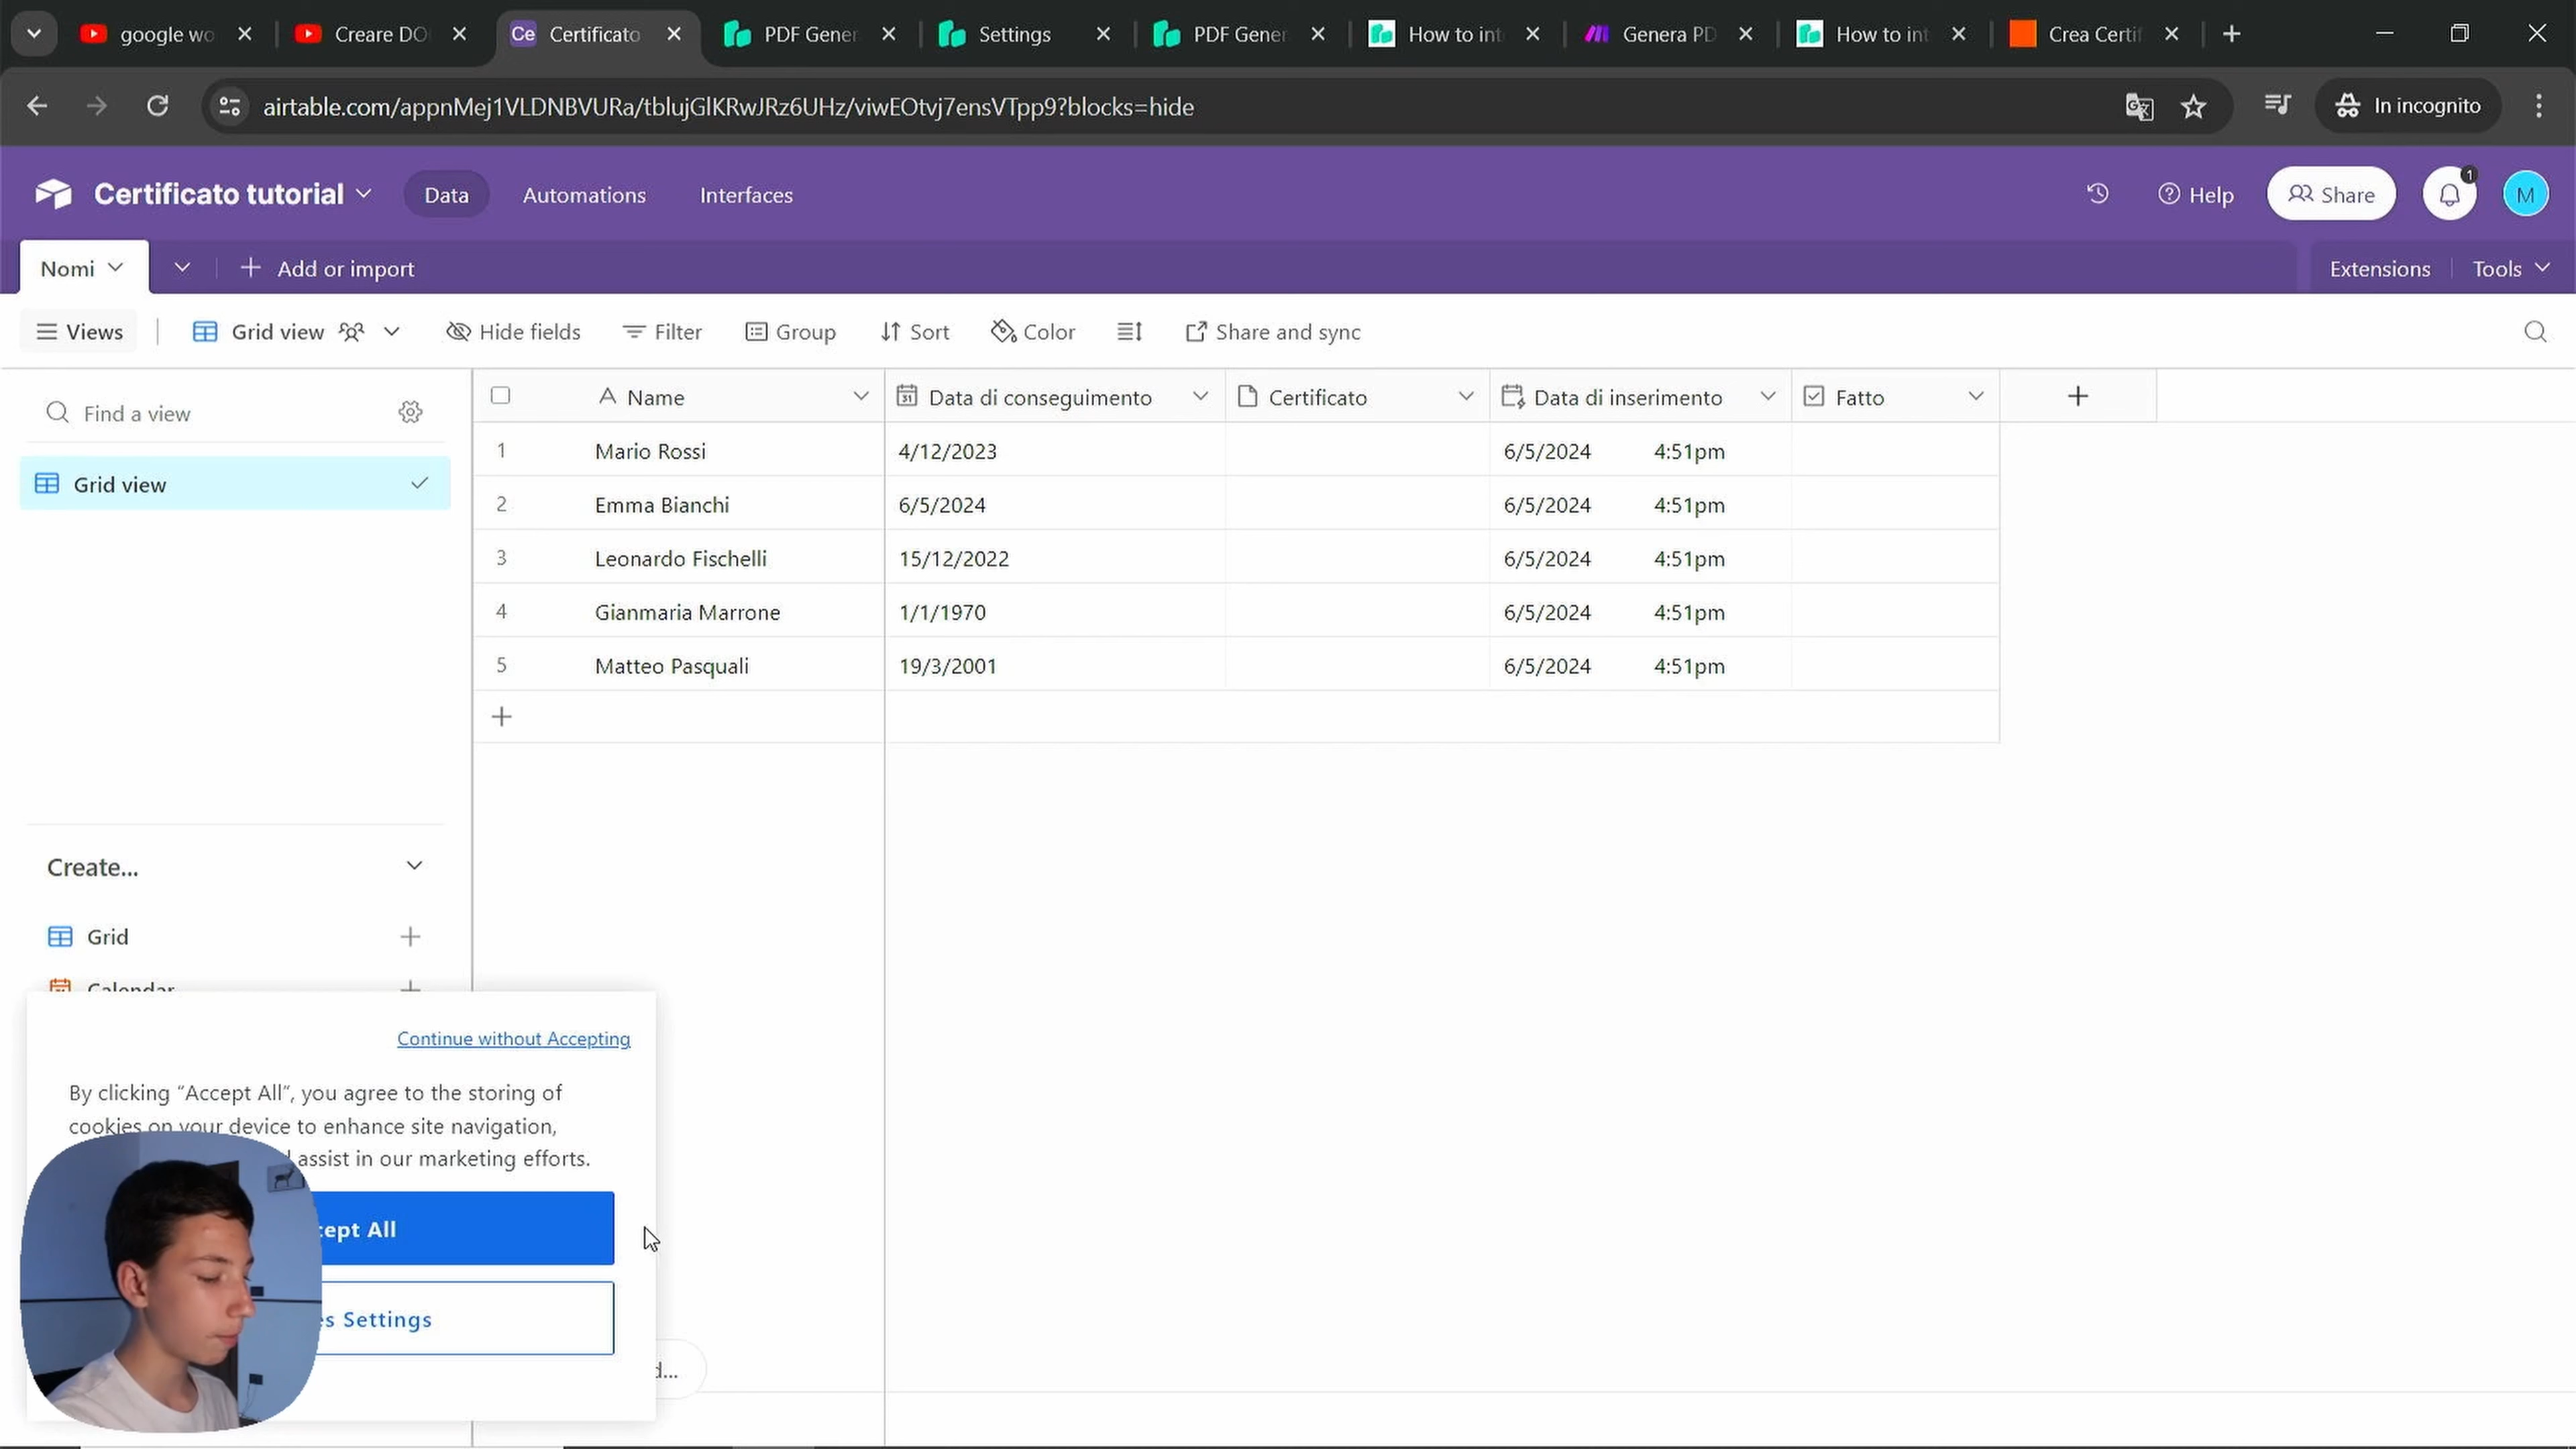 google wo
Creare DO
Ce Certificato
PDF Gener
Settings
PDF Gener
How to int
Genera PD
How to int
Crea Certif
airtable.com/appnMej1VLDNBVURa/tblujGlKRwJRz6UHz/viwEOtvj7ensVTpp9?blocks=hide
In incognito
Certificato tutorial
Data
Automations
Interfaces
Help
Share
1
M
Nomi
Add or import
Extensions
Tools
Views
Grid view
Hide fields
Filter
Group
Sort
Color
Share and sync
Find a view
Grid view
Name Data di conseguimento Certificato Data di inserimento Fatto
1 Mario Rossi 4/12/2023 6/5/2024 4:51pm
2 Emma Bianchi 6/5/2024 6/5/2024 4:51pm
3 Leonardo Fischelli 15/12/2022 6/5/2024 4:51pm
4 Gianmaria Marrone 1/1/1970 6/5/2024 4:51pm
5 Matteo Pasquali 19/3/2001 6/5/2024 4:51pm
Create...
Grid
Calendar
Continue without Accepting
By clicking “Accept All”, you agree to the storing of
cookies on your device to enhance site navigation,
assist in our marketing efforts.
cept All
es Settings
d...